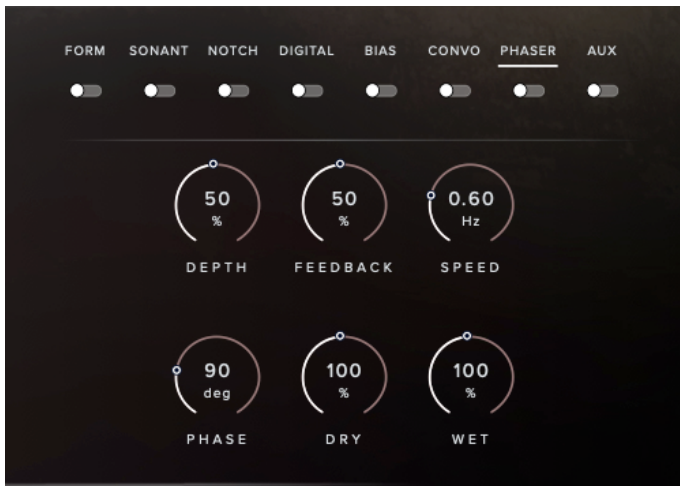 FORM SONANT NOTCH DIGITAL BIAS CONVO PHASER AUX
50 50 0.60
% % Hz
DEPTH FEEDBACK SPEED
90 100 100
deg % %
PHASE DRY WET